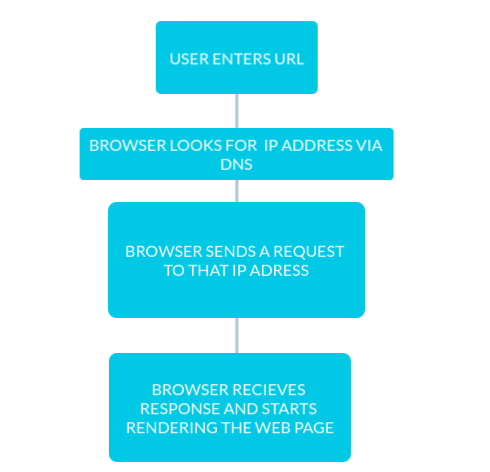 USER ENTERS URL
BROWSER LOOKS FOR IP ADDRESS VIA
DNS
BROWSER SENDS A REQUEST
TO THAT IP ADRESS
BROWSER RECIEVES
RESPONSE AND STARTS
RENDERING THE WEB PAGE